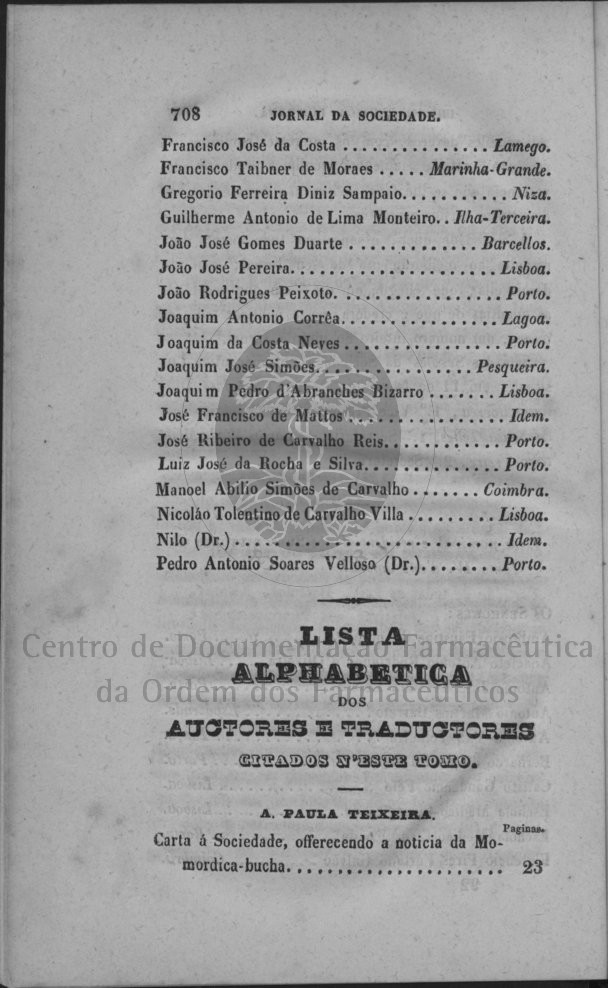 708 JORNAL DA SOCIEDADE.
Francisco José da Costa ............... Lamego.
Francisco Taibner de Moraes ..... Marinha-Grande.
Gregorio Ferreira Diniz Sampaio........... Niza.
Guilherme Antonio de Lima Monteiro.. Ilha-Terceira.
João José Gomes Duarte ............. Barcellos.
João José Pereira..................... Lisboa.
João Rodrigues Peixoto. ................ Porto.
Joaquim Antonio Corrêa................ Lagoa.
Joaquim da Costa Neves ................ Porto.
Joaquim José Simões................ Pesqueira.
Joaquim Pedro d'Abranches Bizarro ....... Lisboa.
José Francisco de Mattos ................ Idem.
José Ribeiro de Carvalho Reis............ Porto.
Luiz José da Rocha e Silva.............. Porto.
Manoel Abilio Simões de Carvalho ....... Coimbra.
Nicoláo Tolentino de Carvalho Villa ......... Lisboa.
Nilo (Dr.) ............................ Idem.
Pedro Antonio Soares Velloso (Dr.)........ Porto.
LISTA
Centro de Documentação Farmacêutica
ALPHABETICA
da Ordem dos Farmacêuticos
DOS
AUCTORES E TRADUCTORES
CITADOS N'ESTE TOMO.
A. PAULA TEIXEIRA.
Paginas.
Carta á Sociedade, offerecendo a noticia da Mo-
mordica-bucha. ...................... 23